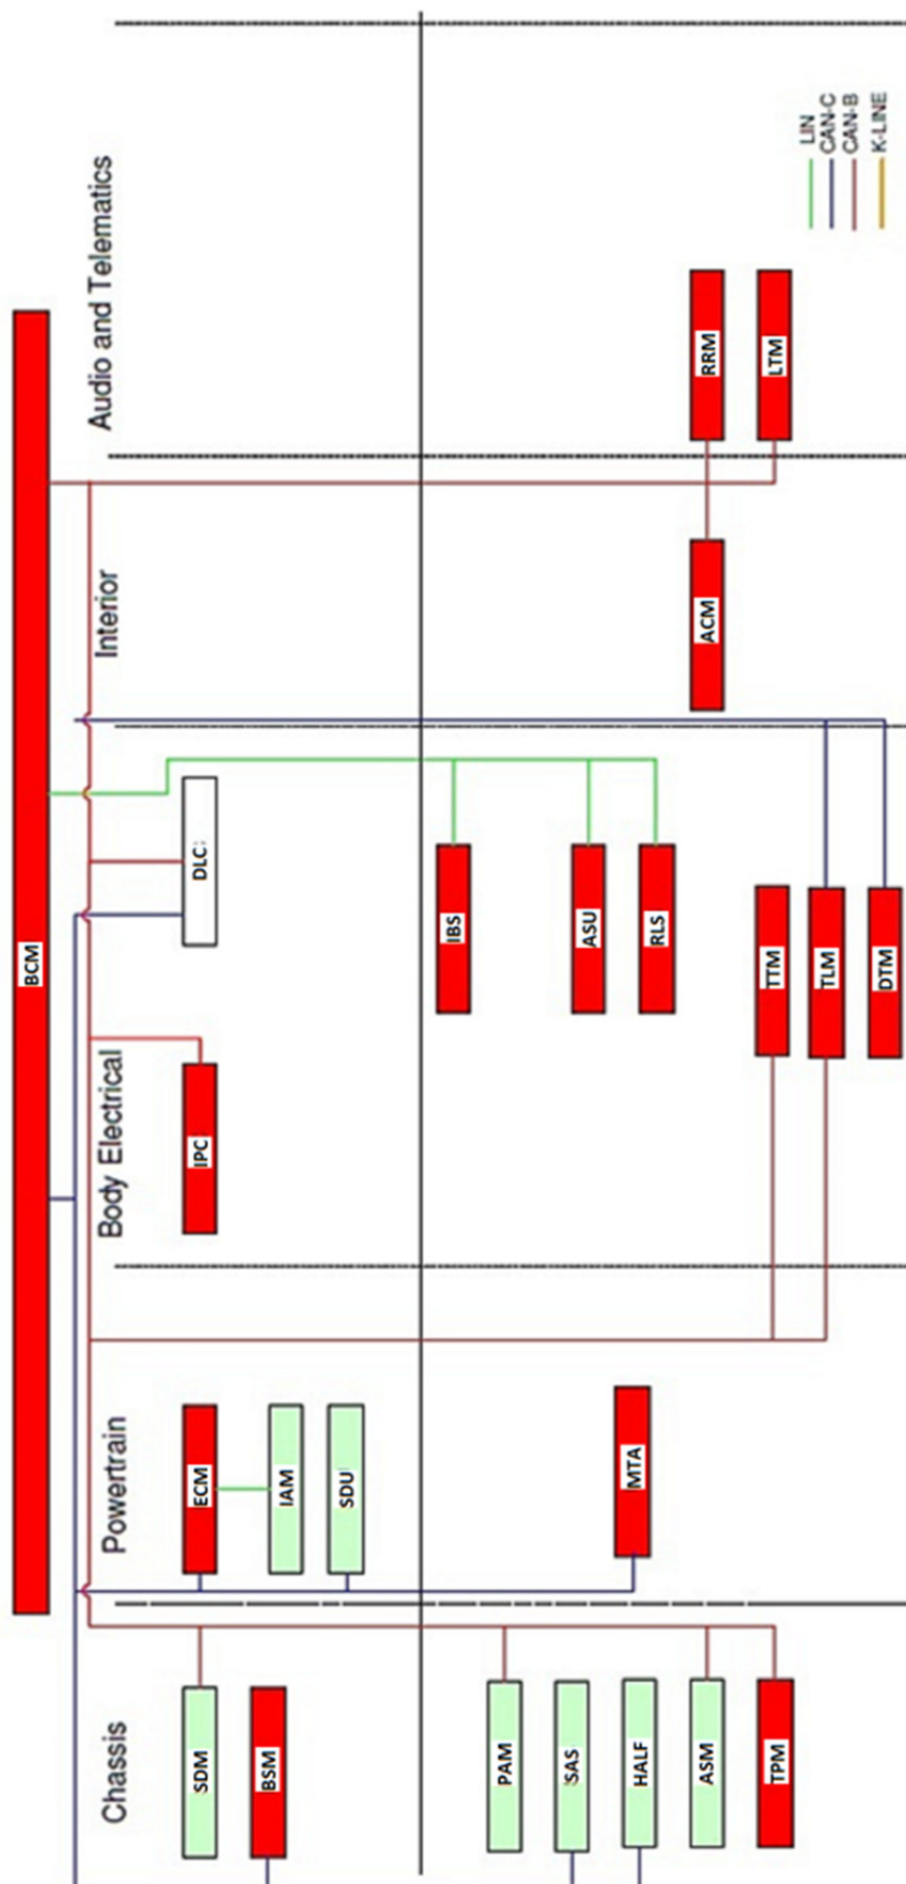 BCM
Chassis
Powertrain
Body Electrical
Interior
Audio and Telematics
SDM
BSM
ECM
IAM
SDU
IPC
DLC
PAM
SAS
HALF
ASM
TPM
MTA
IBS
ASU
RLS
TTM
TLM
DTM
ACM
RRM
LTM
LIN
CAN-C
CAN-B
K-LINE